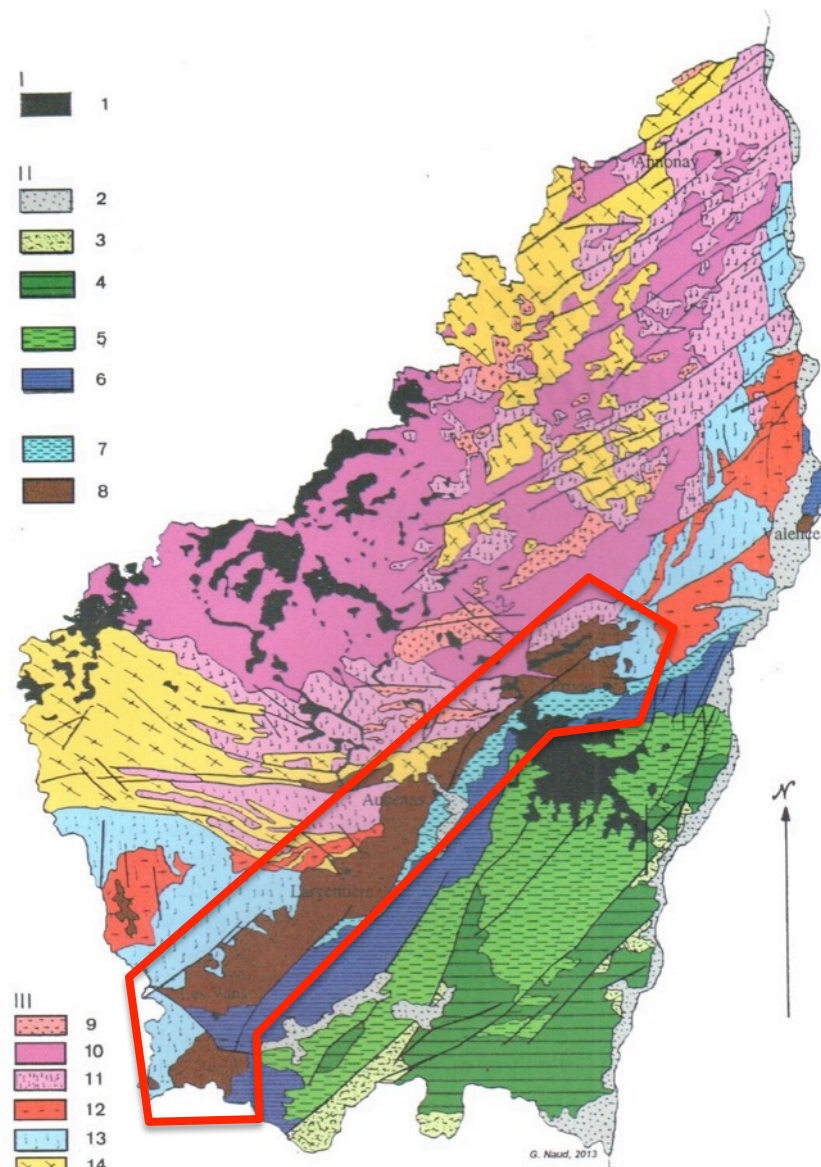 I
1
II
2
3
4
5
6
7
8
III
9
10
11
12
13
14
Annonay
Valence
Aubenas
Largentière
Les Vans
N
G. Naud, 2013